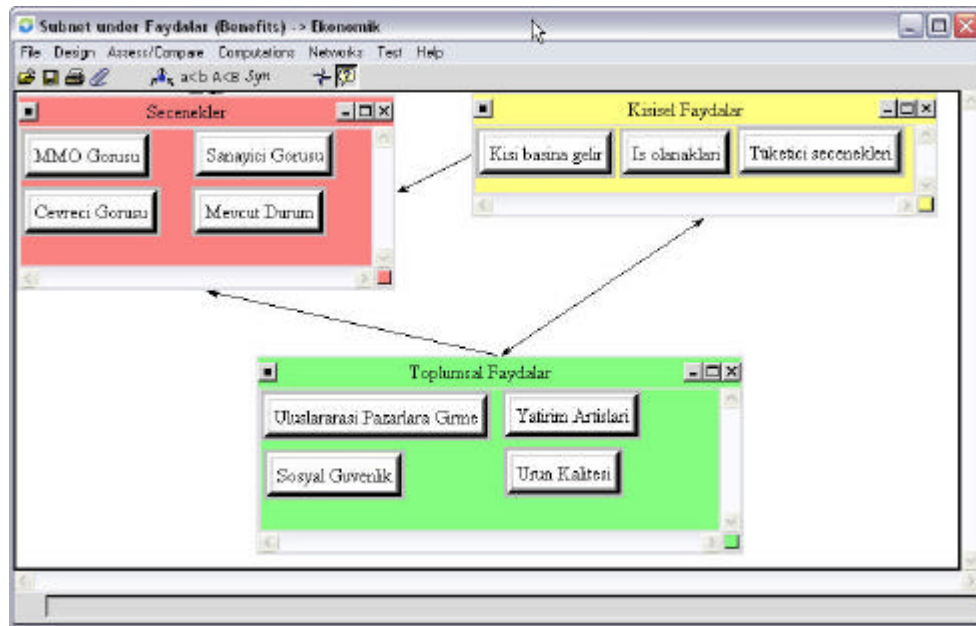 Subnet under Faydalar (Benefits) -> Ekonomik
File Design Assess/Compare Computations Networks Test Help
a<b A<B Syn
Secenekler
MMO Gorusu Sanayici Gorusu
Cevreci Gorusu Mevcut Durum
Kisisel Faydalar
Kisi basina gelir Is olanaklari Tuketici secenekleri
Toplumsal Faydalar
Uluslararasi Pazarlara Girme Yatirim Artislari
Sosyal Guvenlik Urun Kalitesi